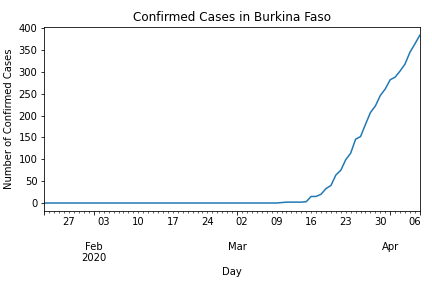 Confirmed Cases in Burkina Faso
Number of Confirmed Cases
400
350
300
250
200
150
100
50
0
27 03 10 17 24 02 09 16 23 30 06
Feb Mar Apr
2020
Day